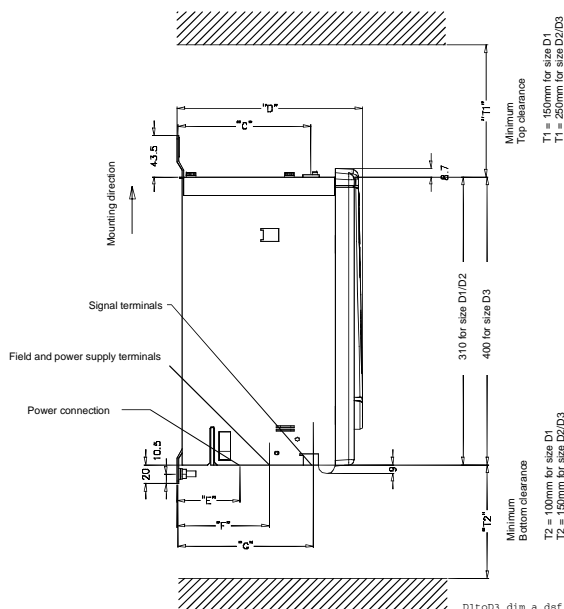 "D"
"C"
43.5
8.7
"T1"
Minimum
Top clearance
T1 = 150mm for size D1
T1 = 250mm for size D2/D3
Mounting direction
Signal terminals
Field and power supply terminals
Power connection
310 for size D1/D2
400 for size D3
10.5
20
9
"E"
"F"
"G"
"T2"
Minimum
Bottom clearance
T2 = 100mm for size D1
T2 = 150mm for size D2/D3
D1toD3_dim_a.dsf